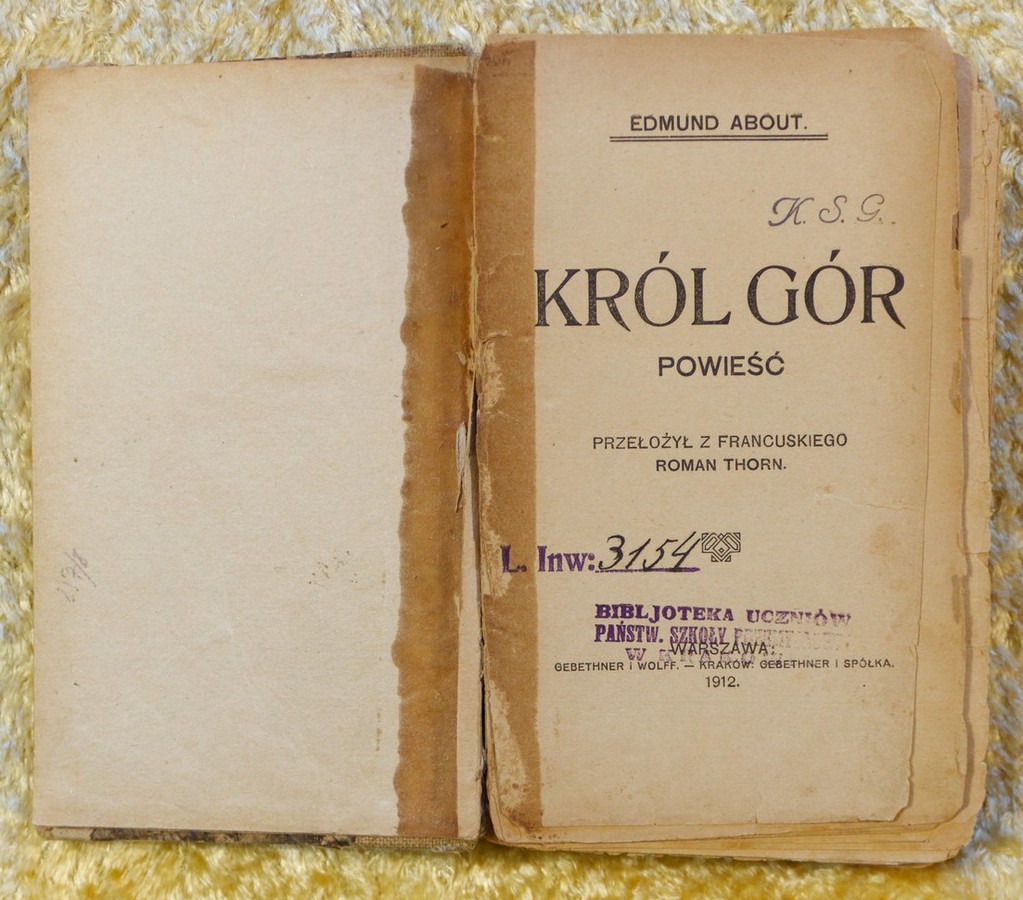 EDMUND ABOUT.
K. S. G.
KRÓL GÓR
POWIEŚĆ
PRZEŁOŻYŁ Z FRANCUSKIEGO
ROMAN THORN.
L. Inw: 3154
BIBLJOTEKA UCZNIÓW
PAŃSTW. SZKOŁY
W
WARSZAWA:
GEBETHNER I WOLFF. — KRAKÓW: GEBETHNER I SPÓŁKA.
1912.